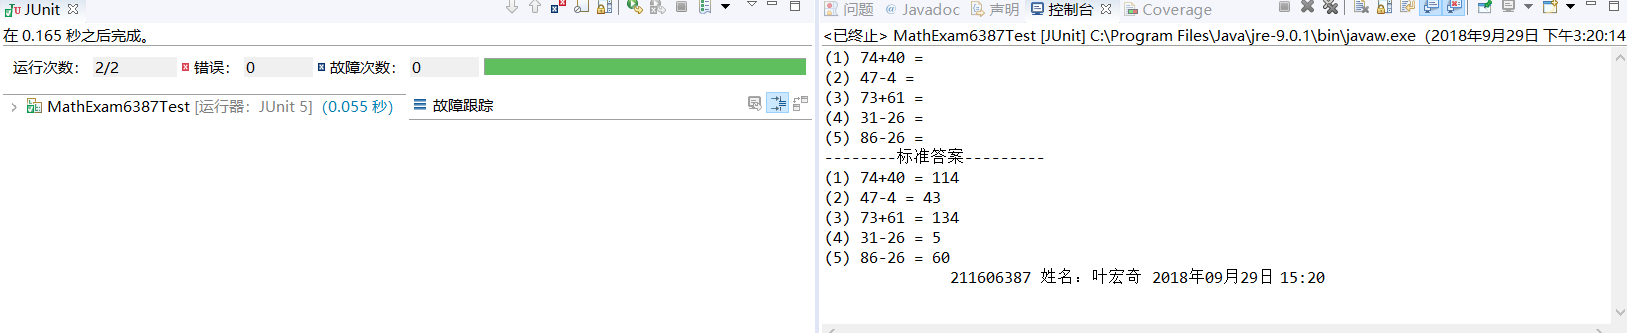 JUnit
在 0.165 秒之后完成。
运行次数： 2/2 错误： 0 故障次数： 0
MathExam6387Test [运行器：JUnit 5] (0.055 秒)
故障跟踪
问题 @ Javadoc 声明 控制台 Coverage
<已终止> MathExam6387Test [JUnit] C:\Program Files\Java\jre-9.0.1\bin\javaw.exe（2018年9月29日 下午3:20:14
(1) 74+40 =
(2) 47-4 =
(3) 73+61 =
(4) 31-26 =
(5) 86-26 =
--------标准答案---------
(1) 74+40 = 114
(2) 47-4 = 43
(3) 73+61 = 134
(4) 31-26 = 5
(5) 86-26 = 60
211606387 姓名：叶宏奇 2018年09月29日 15:20